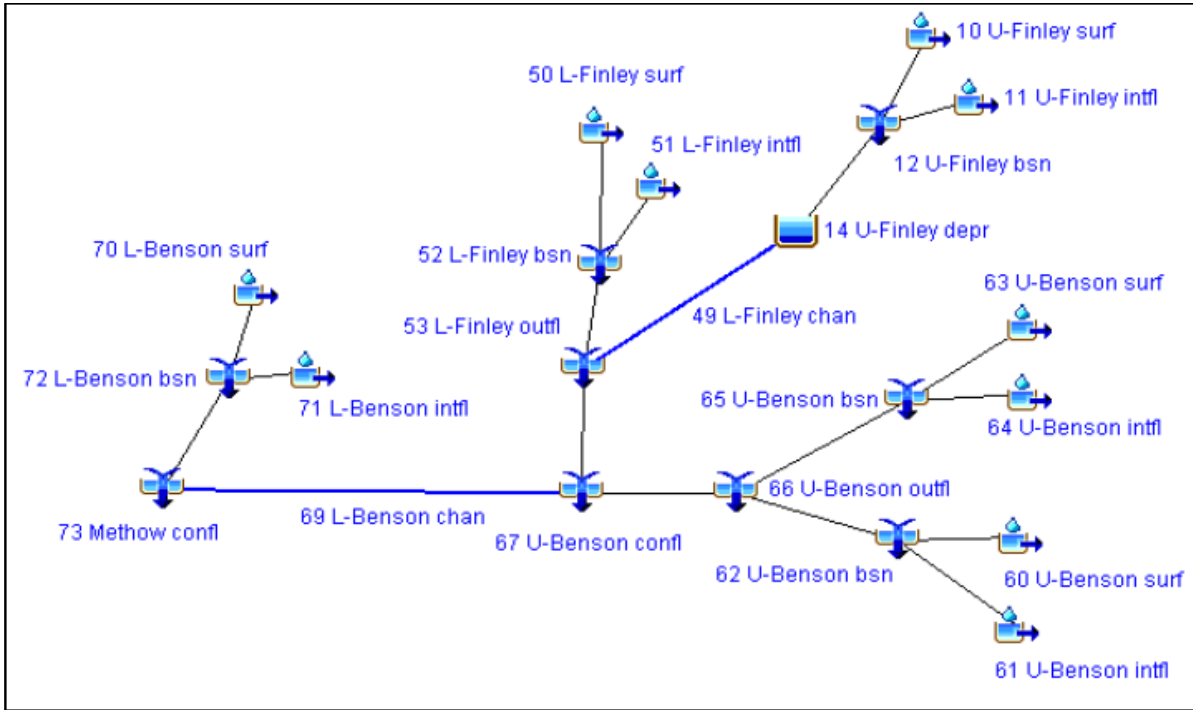 10 U-Finley surf
50 L-Finley surf
11 U-Finley intfl
51 L-Finley intfl
12 U-Finley bsn
14 U-Finley depr
70 L-Benson surf
52 L-Finley bsn
63 U-Benson surf
49 L-Finley chan
53 L-Finley outfl
72 L-Benson bsn
71 L-Benson intfl
65 U-Benson bsn
64 U-Benson intfl
66 U-Benson outfl
69 L-Benson chan
73 Methow confl
67 U-Benson confl
62 U-Benson bsn
60 U-Benson surf
61 U-Benson intfl